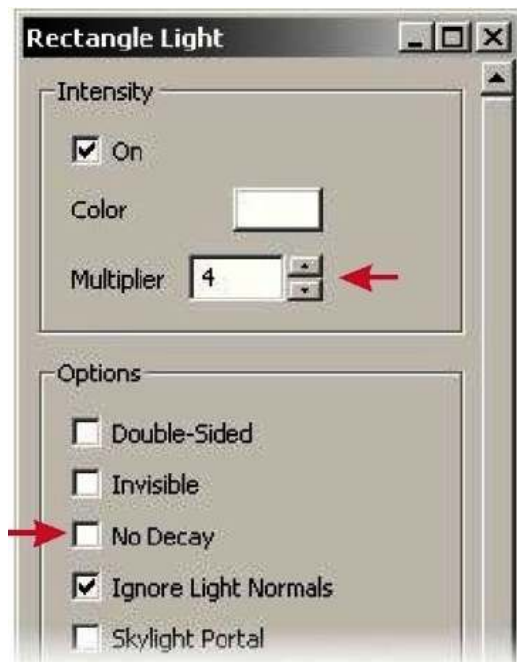 Rectangle Light
Intensity
On
Color
Multiplier 4
Options
Double-Sided
Invisible
No Decay
Ignore Light Normals
Skylight Portal